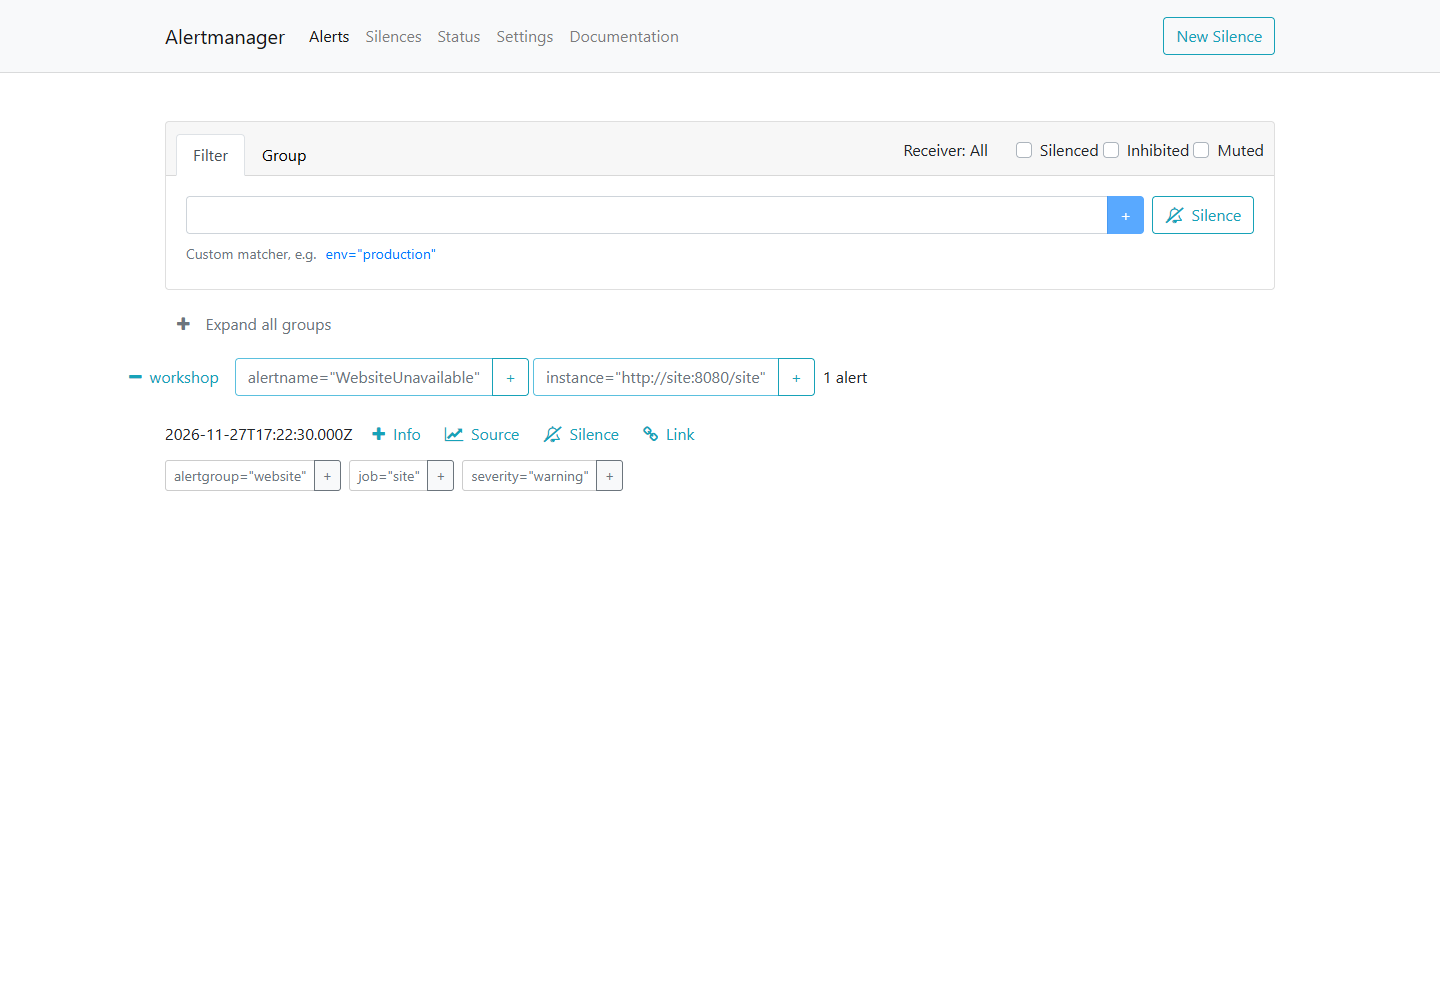 Alertmanager Alerts Silences Status Settings Documentation New Silence
Filter Group Receiver: All Silenced Inhibited Muted
+ Silence
Custom matcher, e.g. env="production"
+ Expand all groups
workshop alertname="WebsiteUnavailable" + instance="http://site:8080/site" + 1 alert
2026-11-27T17:22:30.000Z + Info Source Silence Link
alertgroup="website" + job="site" + severity="warning" +